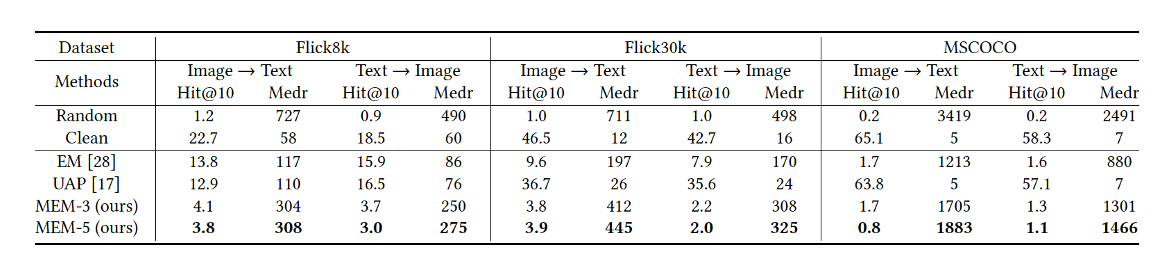 Dataset Flick8k Flick30k MSCOCO
Methods Image → Text Text → Image Image → Text Text → Image Image → Text Text → Image
Hit@10 Medr Hit@10 Medr Hit@10 Medr Hit@10 Medr Hit@10 Medr Hit@10 Medr
Random 1.2 727 0.9 490 1.0 711 1.0 498 0.2 3419 0.2 2491
Clean 22.7 58 18.5 60 46.5 12 42.7 16 65.1 5 58.3 7
EM [28] 13.8 117 15.9 86 9.6 197 7.9 170 1.7 1213 1.6 880
UAP [17] 12.9 110 16.5 76 36.7 26 35.6 24 63.8 5 57.1 7
MEM-3 (ours) 4.1 304 3.7 250 3.8 412 2.2 308 1.7 1705 1.3 1301
MEM-5 (ours) 3.8 308 3.0 275 3.9 445 2.0 325 0.8 1883 1.1 1466